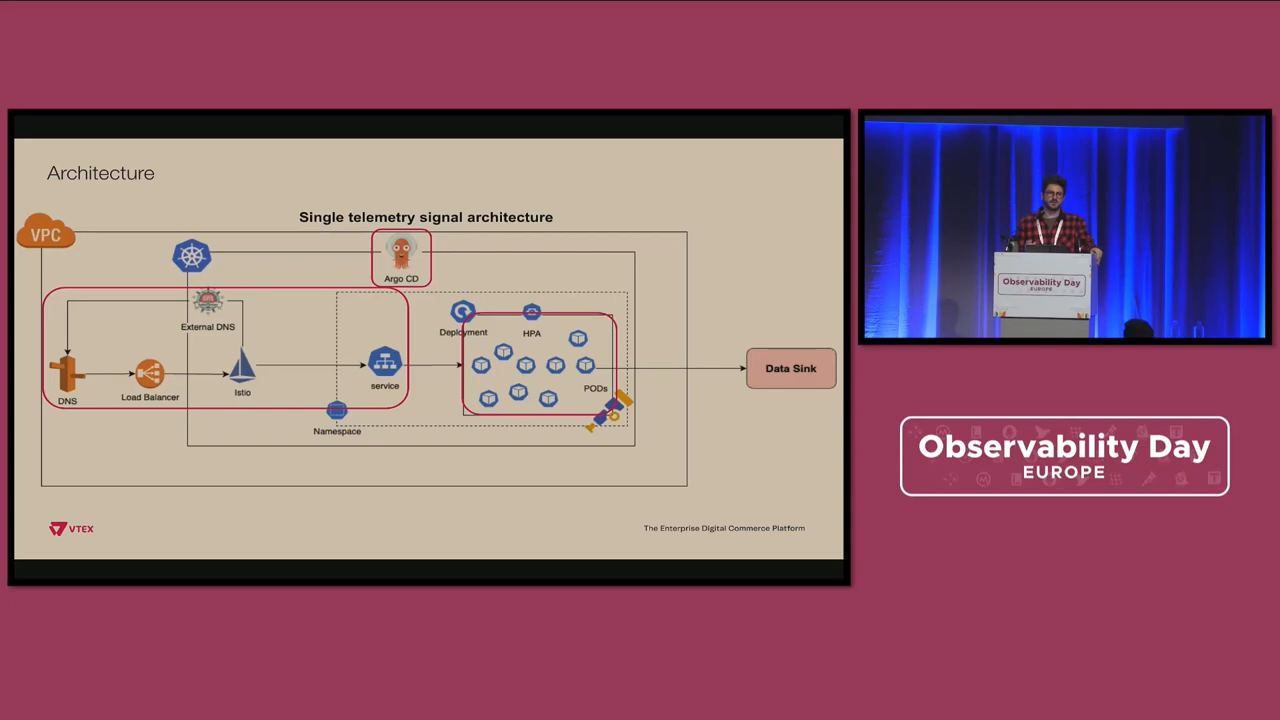 Architecture
Single telemetry signal architecture
VPC
Argo CD
External DNS
Deployment
HPA
DNS
Load Balancer
Istio
service
PODs
Namespace
Data Sink
VTEX
The Enterprise Digital Commerce Platform
Observability Day
EUROPE
Observability Day
EUROPE